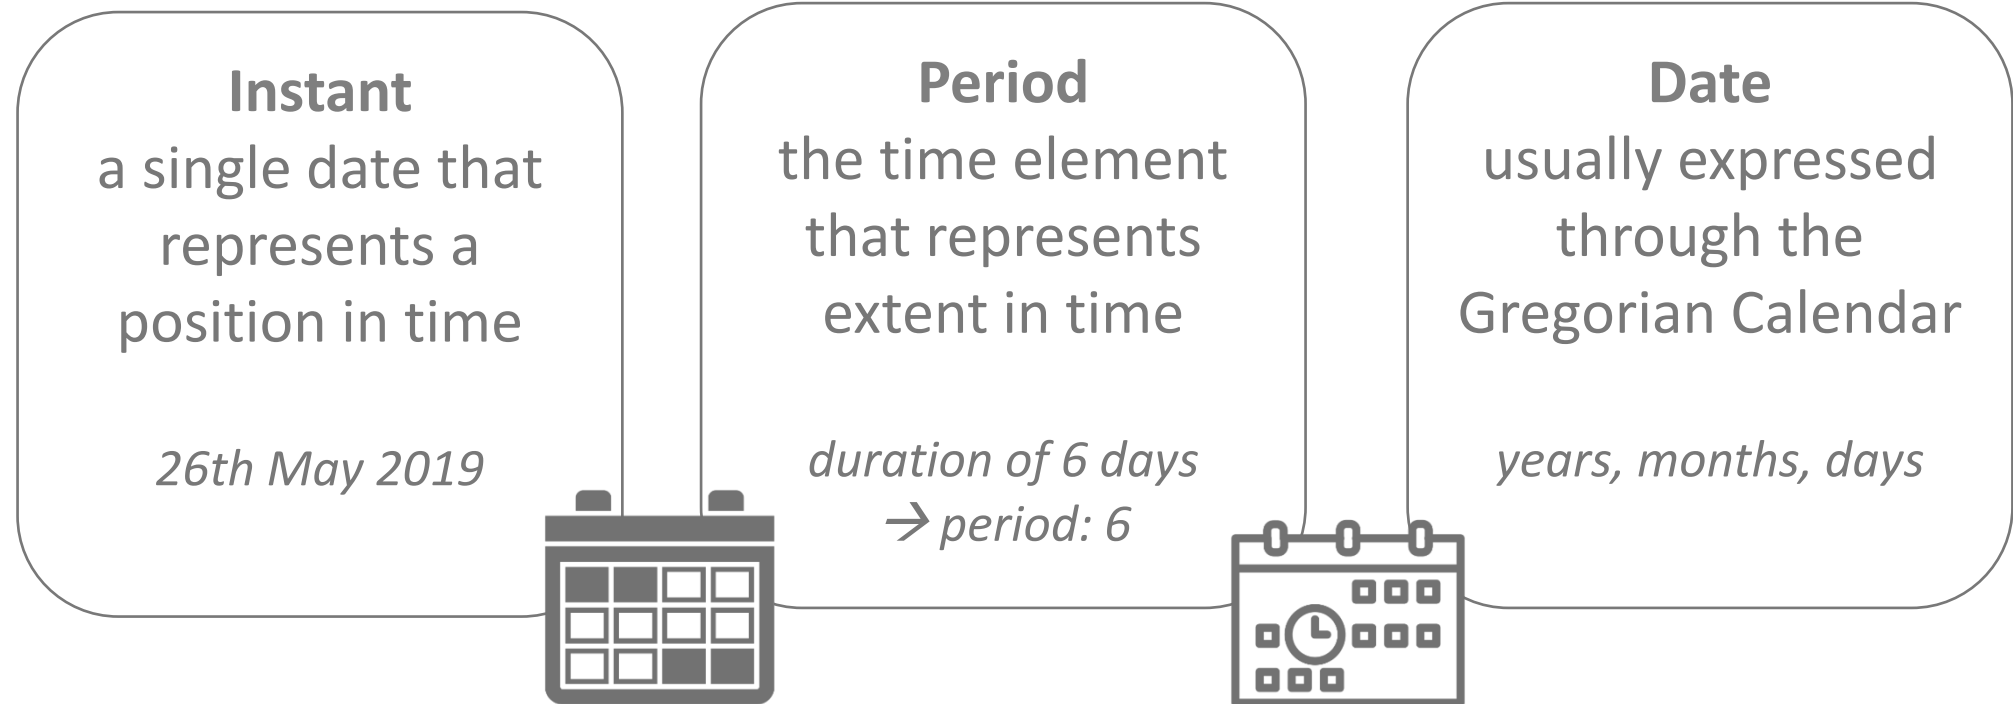 Instant
a single date that
represents a
position in time
26th May 2019
Period
the time element
that represents
extent in time
duration of 6 days
→ period: 6
Date
usually expressed
through the
Gregorian Calendar
years, months, days